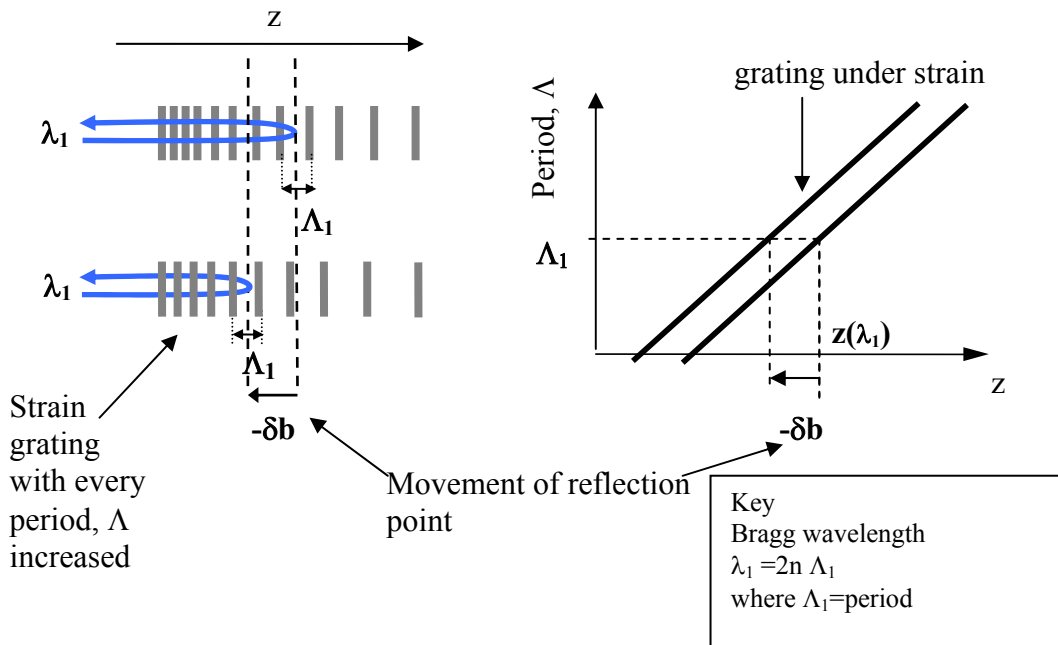 z
λ1
Λ1
λ1
Λ1
-δb
Strain
grating
with every
period, Λ
increased
Movement of reflection
point
grating under strain
Period, Λ
Λ1
z(λ1)
z
-δb
Key
Bragg wavelength
λ1 =2n Λ1
where Λ1=period